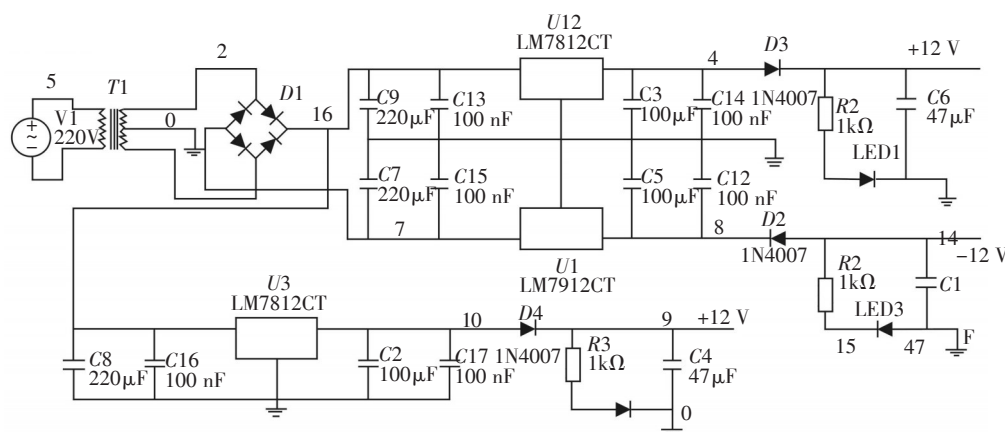 U12
LM7812CT
2
4
D3
+12 V
5
T1
D1
16
V1
220V
0
C9
220μF
C13
100 nF
C3
100μF
C14
100 nF
1N4007
R2
1kΩ
C6
47μF
LED1
C7
220μF
C15
100 nF
C5
100μF
C12
100 nF
7
8
D2
1N4007
14
−12 V
U1
LM7912CT
R2
1kΩ
C1
LED3
15
47
F
U3
LM7812CT
10
D4
9
+12 V
C8
220μF
C16
100 nF
C2
100μF
C17
100 nF
1N4007
R3
1kΩ
C4
47μF
0